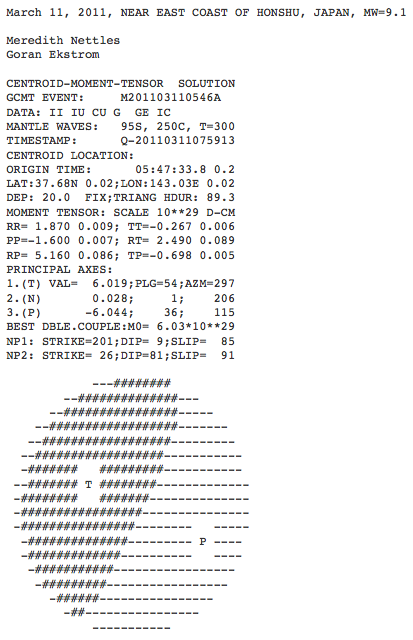 March 11, 2011, NEAR EAST COAST OF HONSHU, JAPAN, MW=9.1

Meredith Nettles
Goran Ekstrom

CENTROID-MOMENT-TENSOR  SOLUTION
GCMT EVENT:     M201103110546A
DATA: II IU CU G  GE IC
MANTLE WAVES:   95S, 250C, T=300
TIMESTAMP:      Q-20110311075913
CENTROID LOCATION:
ORIGIN TIME:      05:47:33.8 0.2
LAT:37.68N 0.02;LON:143.03E 0.02
DEP: 20.0  FIX;TRIANG HDUR: 89.3
MOMENT TENSOR: SCALE 10**29 D-CM
RR= 1.870 0.009; TT=-0.267 0.006
PP=-1.600 0.007; RT= 2.490 0.089
RP= 5.160 0.086; TP=-0.698 0.005
PRINCIPAL AXES:
1.(T) VAL=  6.019;PLG=54;AZM=297
2.(N)       0.028;     1;    206
3.(P)      -6.044;    36;    115
BEST DBLE.COUPLE:M0= 6.03*10**29
NP1: STRIKE=201;DIP= 9;SLIP=  85
NP2: STRIKE= 26;DIP=81;SLIP=  91

            ---########
        --##############---
      --################-----
    --##################-------
   --##################---------
  --##################-----------
  -#######   #########-----------
 --####### T ########-------------
 -########   #######--------------
 -#################---------------
 -################--------   -----
  -##############--------- P ----
  -#############----------   ----
   -###########-----------------
    -#########-----------------
      -######----------------
        -##----------------
            -----------